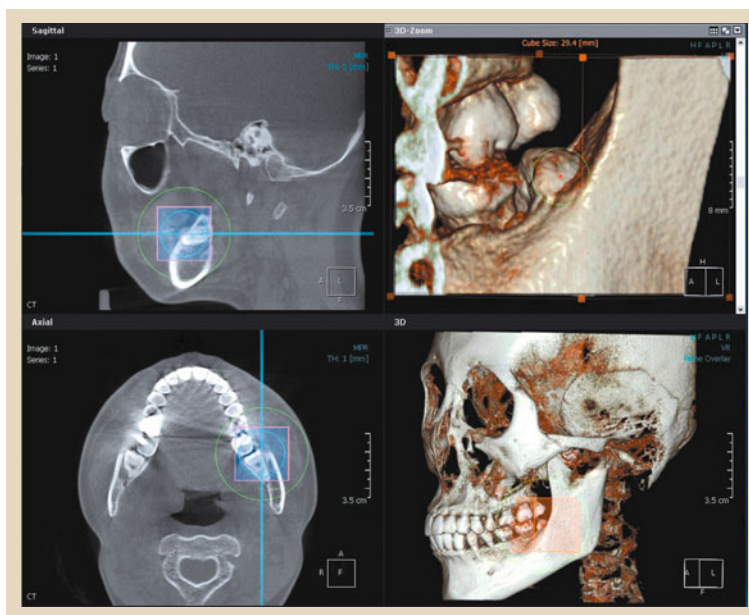 Sagittal
Image: 1
Series: 1
MPR
TH: 1 [mm]
3.5 cm
A
L
F
CT
3D-Zoom
Cube Size: 29.4 [mm]
H F A P L R
8 mm
H
A
L
Axial
Image: 1
Series: 1
MPR
TH: 1 [mm]
3.5 cm
A
R
F
CT
3D
H F A P L R
VR
Bone Overlay
3.5 cm
A
L
F